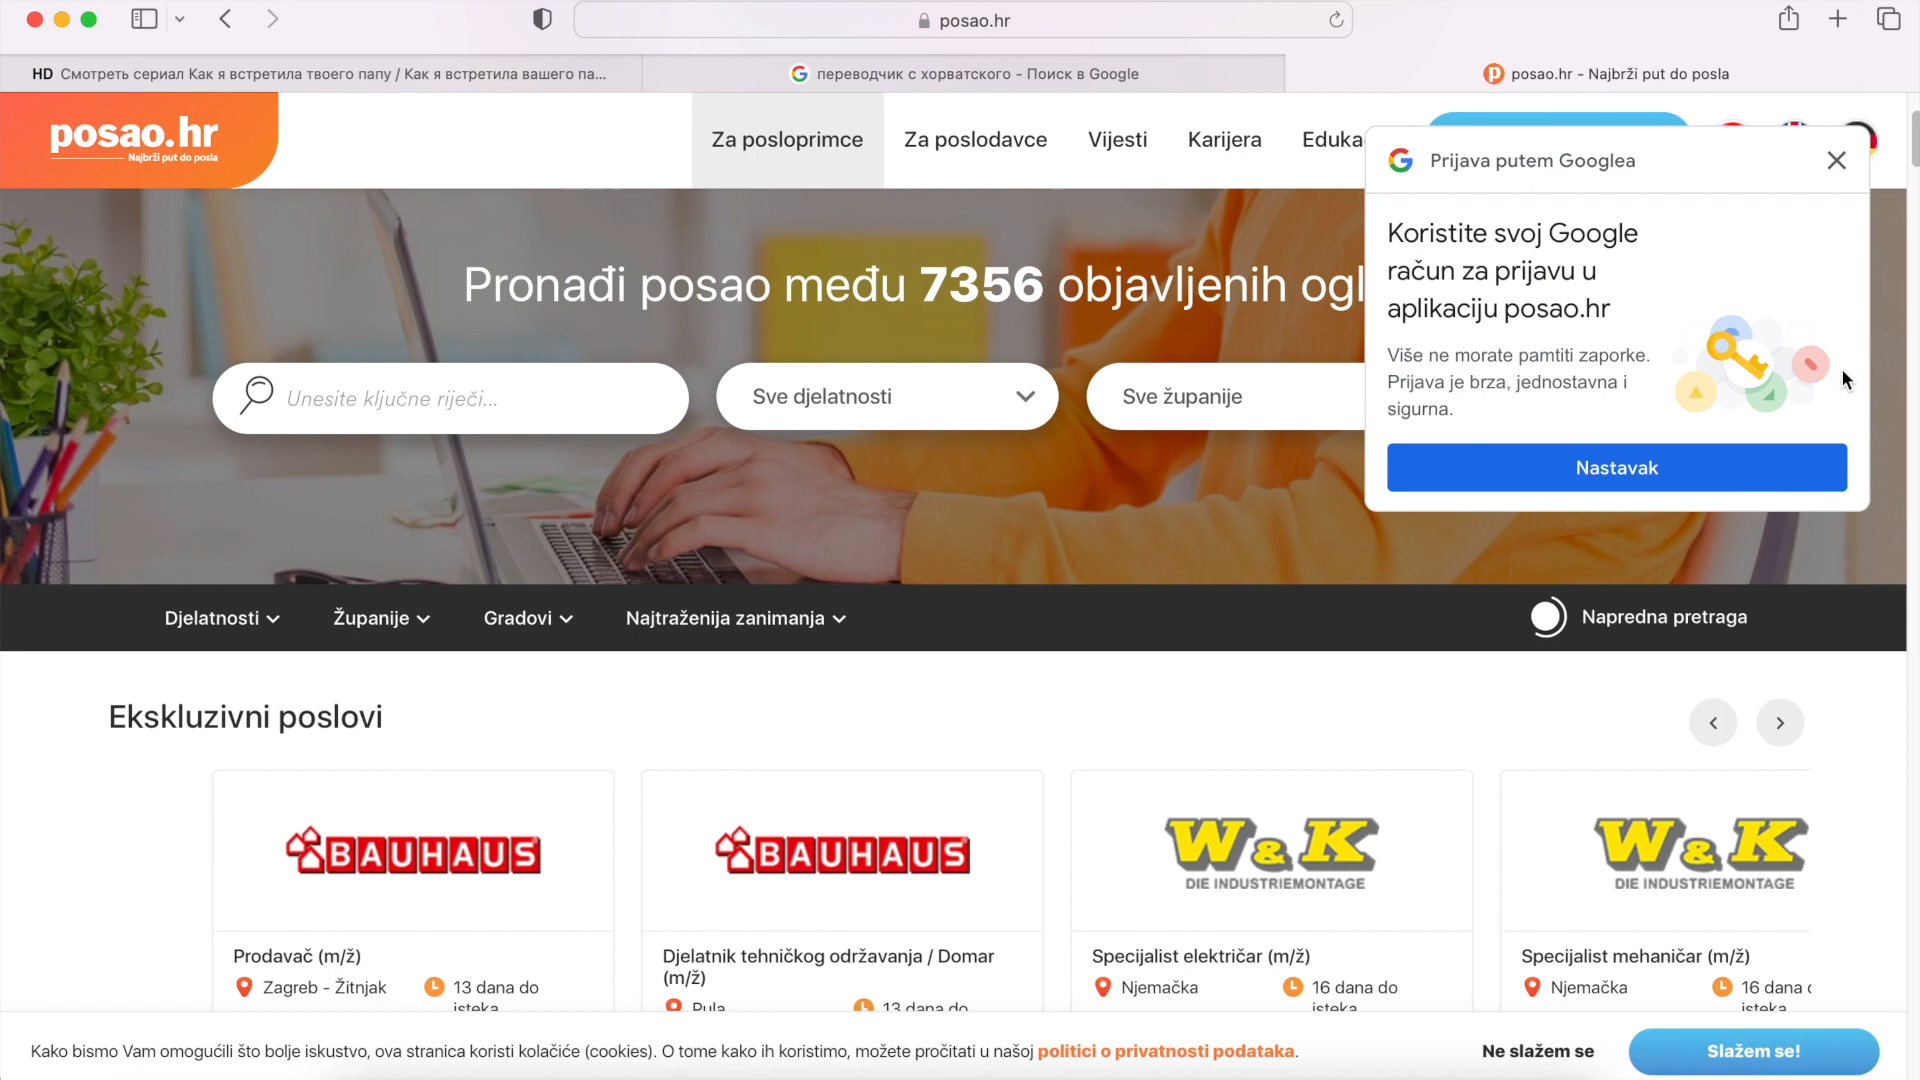 posao.hr
HD Смотреть сериал Как я встретила твоего папу / Как я встретила вашего па...
переводчик с хорватского - Поиск в Google
posao.hr - Najbrži put do posla
posao.hr
Najbrži put do posla
Za posloprimce
Za poslodavce
Vijesti
Karijera
Eduka
Prijava putem Googlea
Koristite svoj Google
račun za prijavu u
aplikaciju posao.hr
Više ne morate pamtiti zaporke.
Prijava je brza, jednostavna i
sigurna.
Nastavak
Pronađi posao među 7356 objavljenih ogl
Unesite ključne riječi...
Sve djelatnosti
Sve županije
Djelatnosti
Županije
Gradovi
Najtraženija zanimanja
Napredna pretraga
Ekskluzivni poslovi
BAUHAUS
BAUHAUS
W & K
DIE INDUSTRIEMONTAGE
W & K
DIE INDUSTRIEMONTAGE
Prodavač (m/ž)
Zagreb - Žitnjak
13 dana do
isteka
Djelatnik tehničkog održavanja / Domar
(m/ž)
Pula
13 dana do
Specijalist električar (m/ž)
Njemačka
16 dana do
isteka
Specijalist mehaničar (m/ž)
Njemačka
16 dana
isteka
Kako bismo Vam omogućili što bolje iskustvo, ova stranica koristi kolačiće (cookies). O tome kako ih koristimo, možete pročitati u našoj politici o privatnosti podataka.
Ne slažem se
Slažem se!